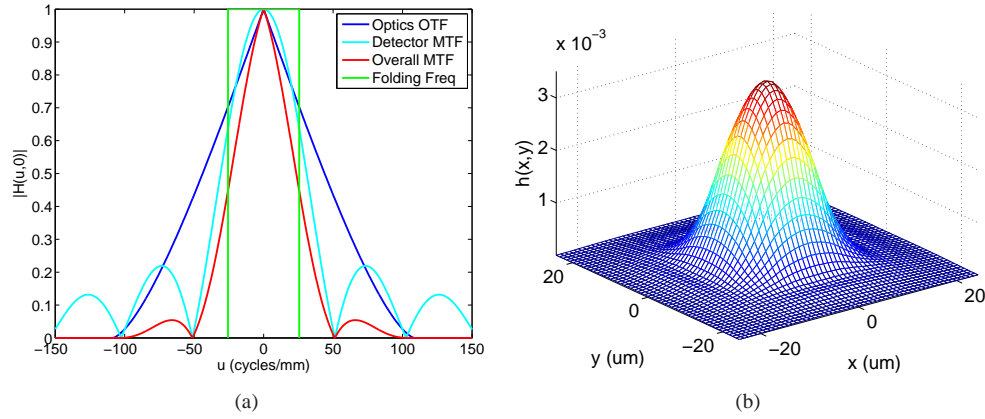 1
0.9
0.8
0.7
0.6
0.5
0.4
0.3
0.2
0.1
0
|H(u,0)|
−150
−100
−50
0
50
100
150
u (cycles/mm)
Optics OTF
Detector MTF
Overall MTF
Folding Freq
(a)
x 10⁻³
3
2
1
h(x,y)
20
0
−20
y (um)
−20
0
20
x (um)
(b)